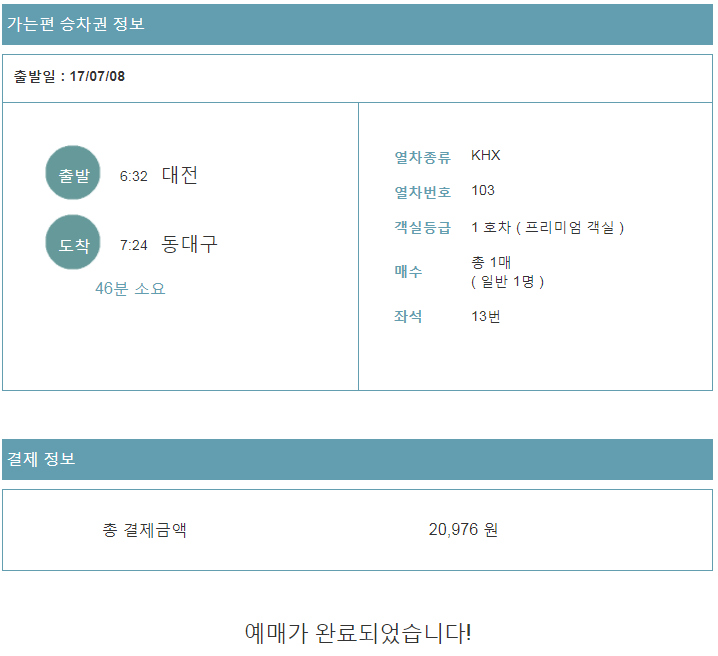 가는편 승차권 정보
출발일 : 17/07/08
출발 6:32 대전
도착 7:24 동대구
46분 소요
열차종류 KHX
열차번호 103
객실등급 1 호차 ( 프리미엄 객실 )
매수 총 1매
( 일반 1명 )
좌석 13번
결제 정보
총 결제금액 20,976 원
예매가 완료되었습니다!